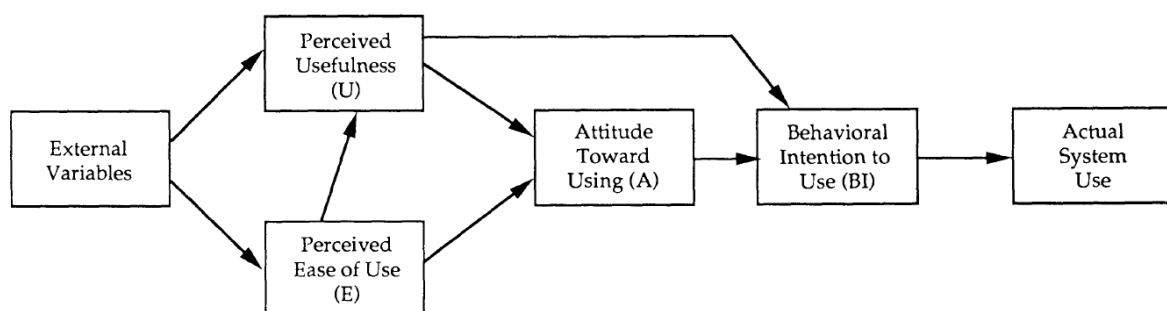 External
Variables
Perceived
Usefulness
(U)
Perceived
Ease of Use
(E)
Attitude
Toward
Using (A)
Behavioral
Intention to
Use (BI)
Actual
System
Use